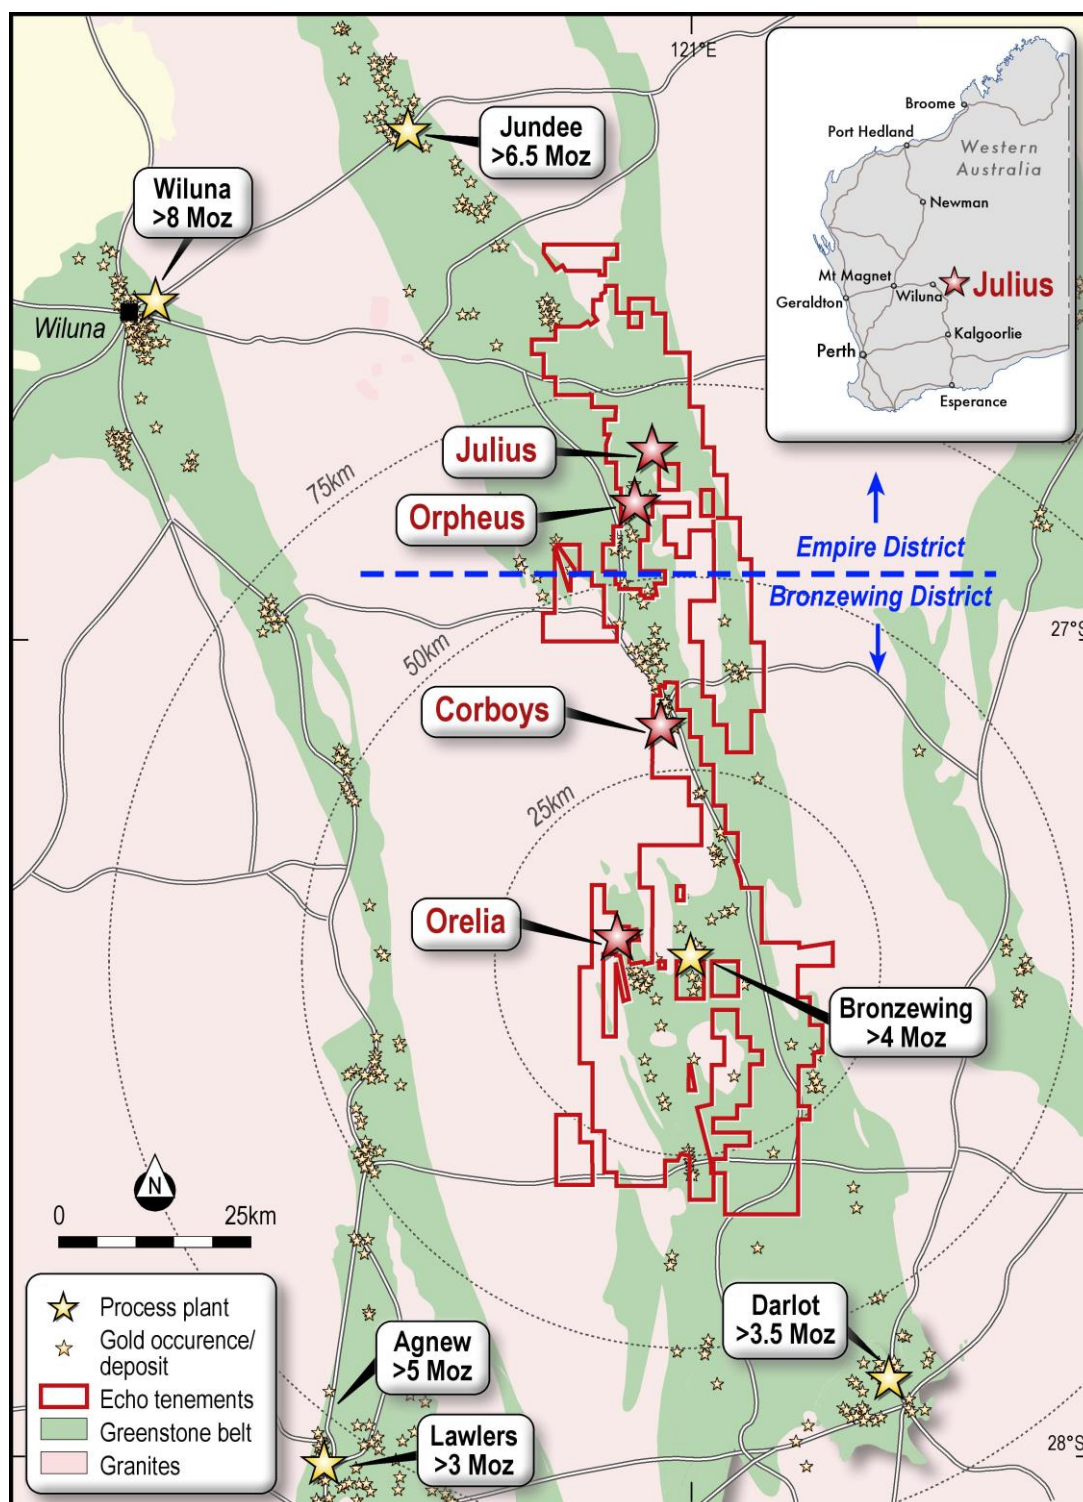 121°E
Jundee
>6.5 Moz
Wiluna
>8 Moz
Wiluna
Broome
Port Hedland
Western
Australia
Newman
Mt Magnet
Wiluna
Julius
Geraldton
Kalgoorlie
Perth
Esperance
Julius
75km
Orpheus
Empire District
Bronzewing District
27°S
50km
Corboys
25km
Orelia
Bronzewing
>4 Moz
N
0
25km
Process plant
Gold occurence/
deposit
Echo tenements
Greenstone belt
Granites
Agnew
>5 Moz
Lawlers
>3 Moz
Darlot
>3.5 Moz
28°S